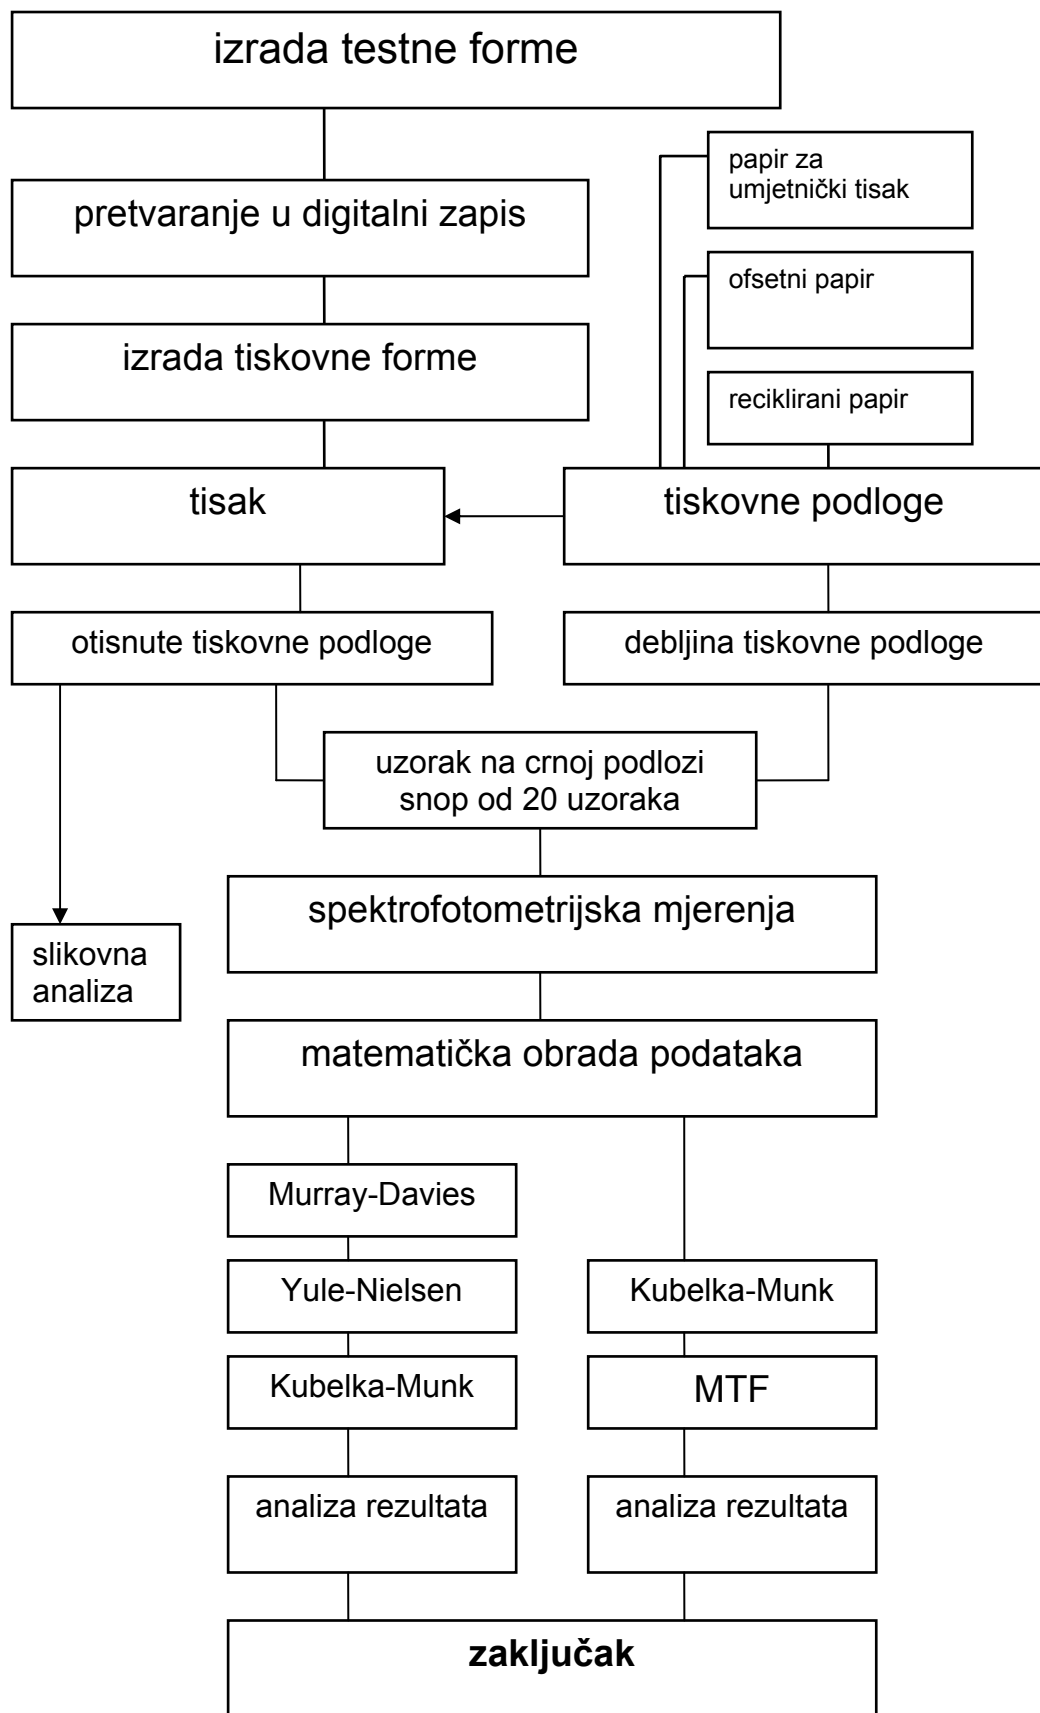 izrada testne forme
papir za
umjetnički tisak
pretvaranje u digitalni zapis
ofsetni papir
izrada tiskovne forme
reciklirani papir
tisak
tiskovne podloge
otisnute tiskovne podloge
debljina tiskovne podloge
uzorak na crnoj podlozi
snop od 20 uzoraka
spektrofotometrijska mjerenja
slikovna
analiza
matematička obrada podataka
Murray-Davies
Yule-Nielsen
Kubelka-Munk
Kubelka-Munk
MTF
analiza rezultata
analiza rezultata
zaključak